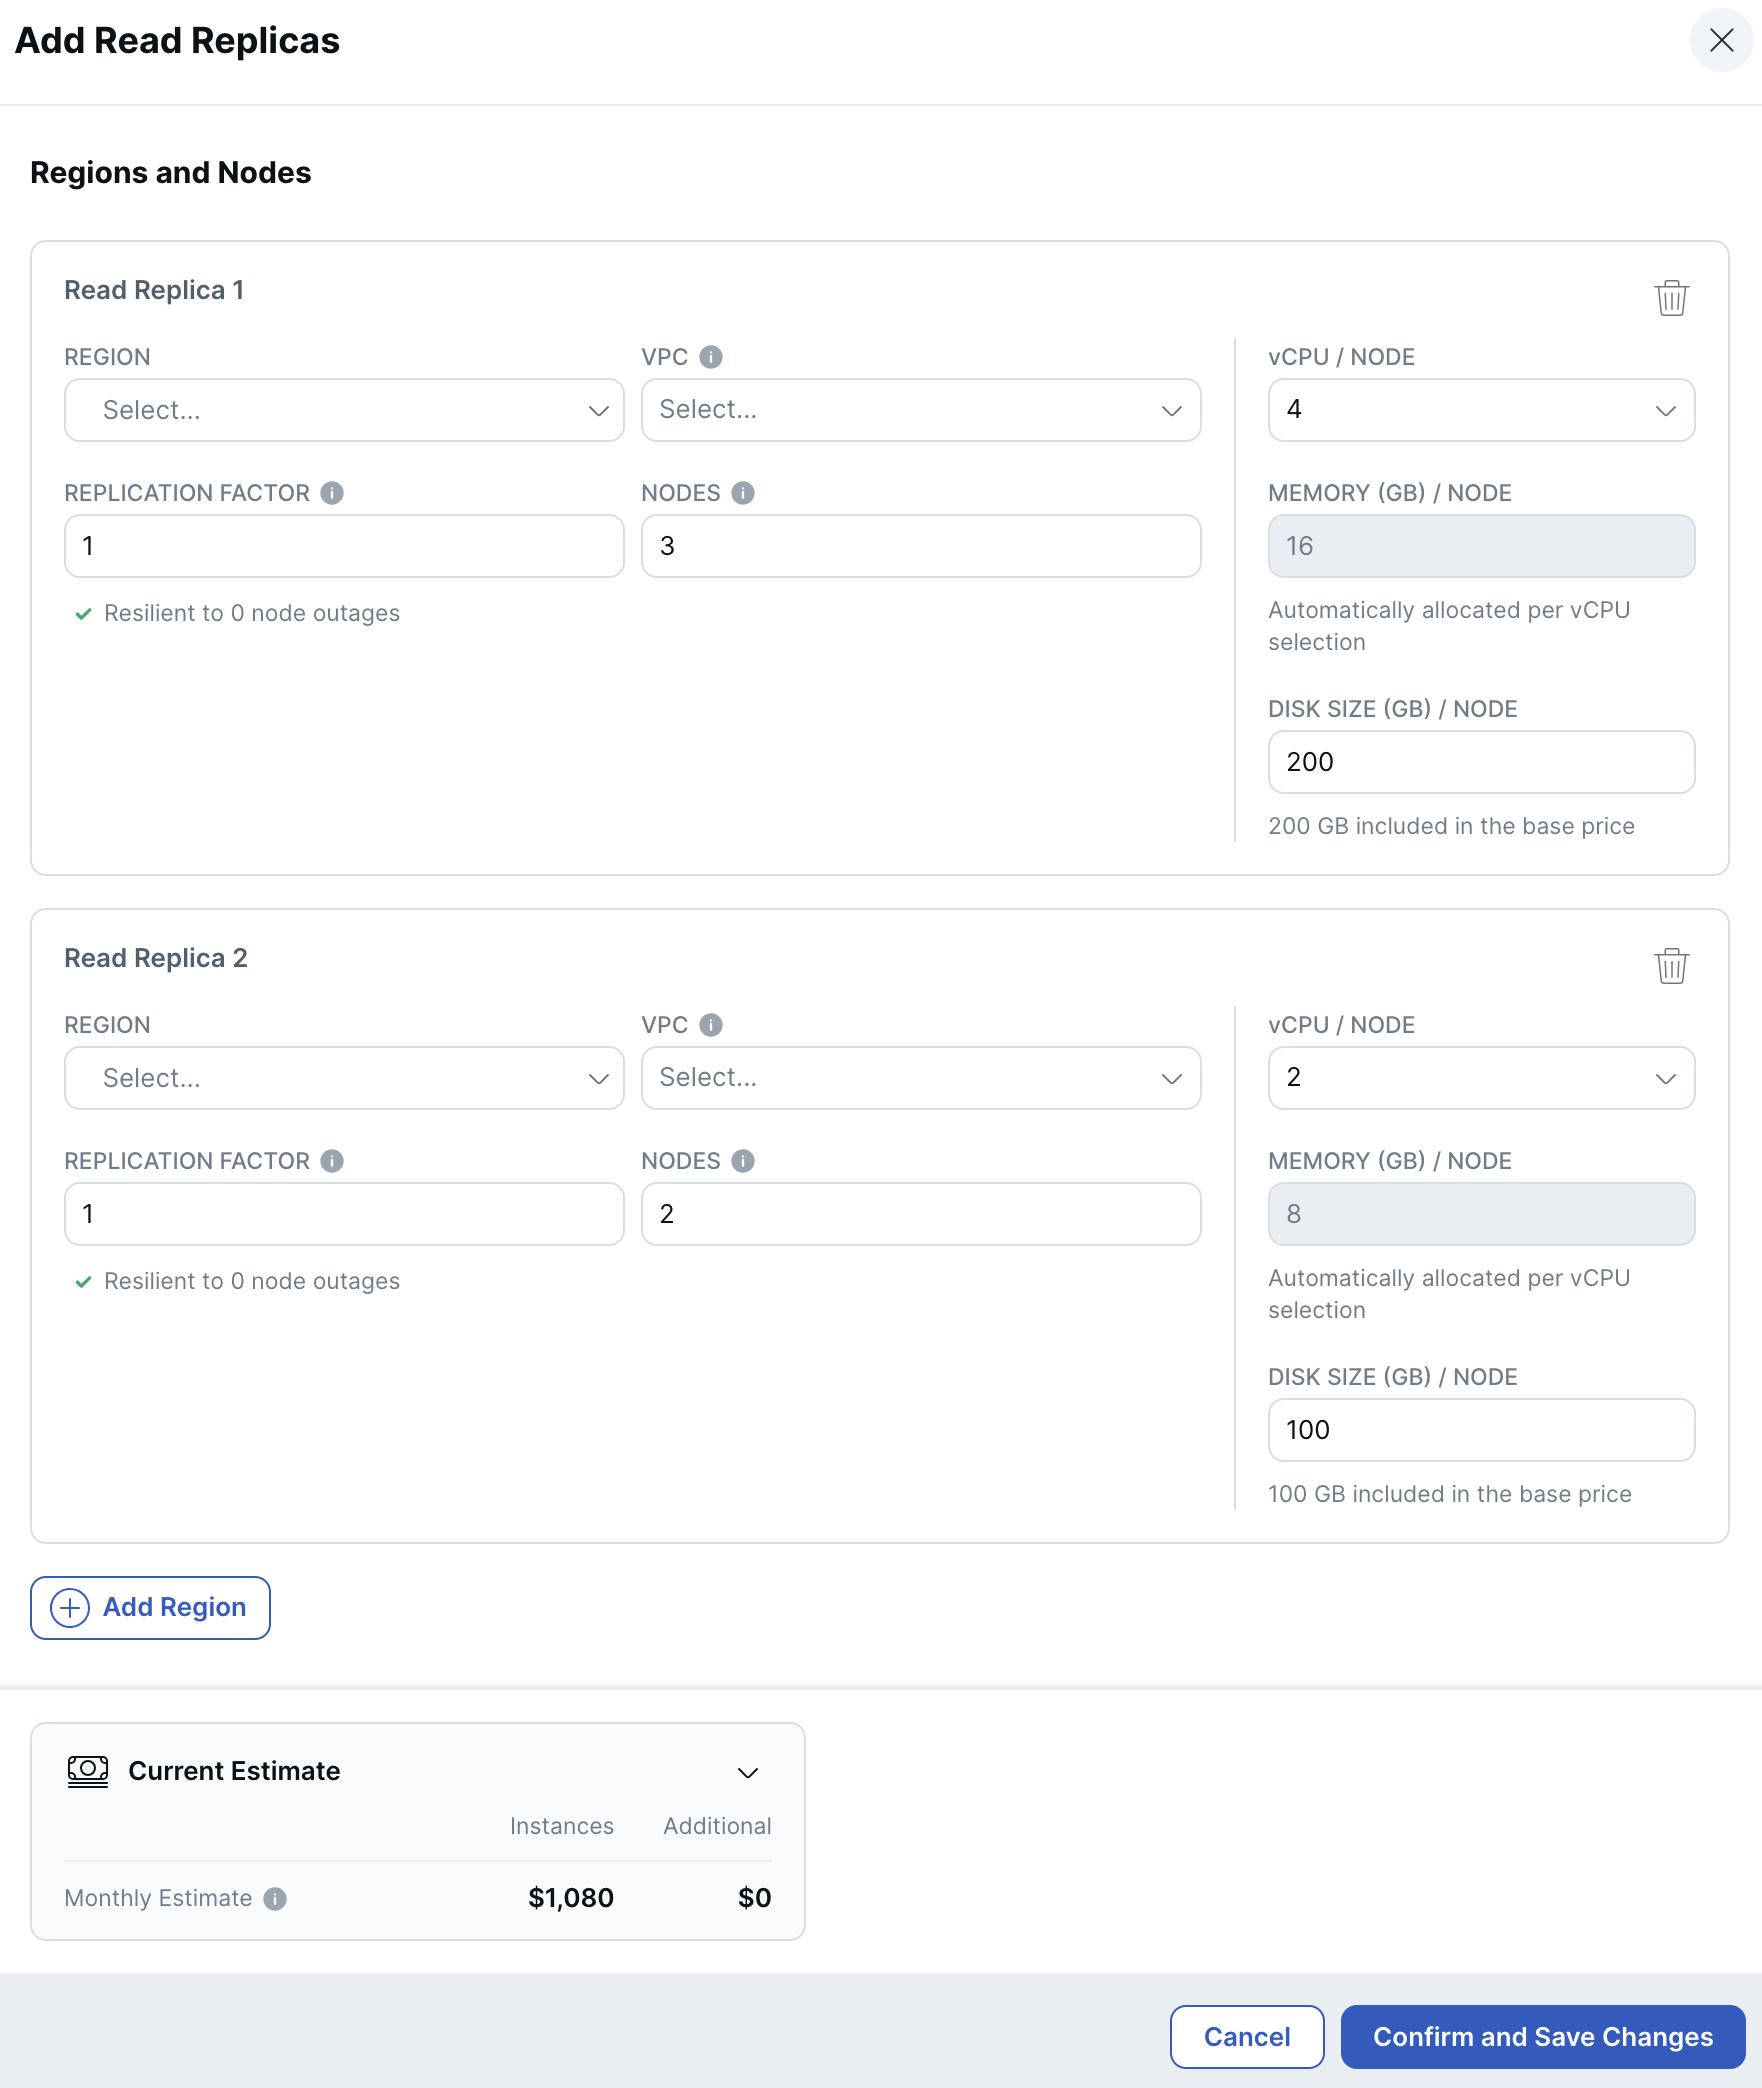 Add Read Replicas
Regions and Nodes
Read Replica 1
REGION
Select...
VPC
Select...
REPLICATION FACTOR
1
NODES
3
Resilient to 0 node outages
vCPU / NODE
4
MEMORY (GB) / NODE
16
Automatically allocated per vCPU
selection
DISK SIZE (GB) / NODE
200
200 GB included in the base price
Read Replica 2
REGION
Select...
VPC
Select...
REPLICATION FACTOR
1
NODES
2
Resilient to 0 node outages
vCPU / NODE
2
MEMORY (GB) / NODE
8
Automatically allocated per vCPU
selection
DISK SIZE (GB) / NODE
100
100 GB included in the base price
Add Region
Current Estimate
Instances Additional
Monthly Estimate $1,080 $0
Cancel
Confirm and Save Changes